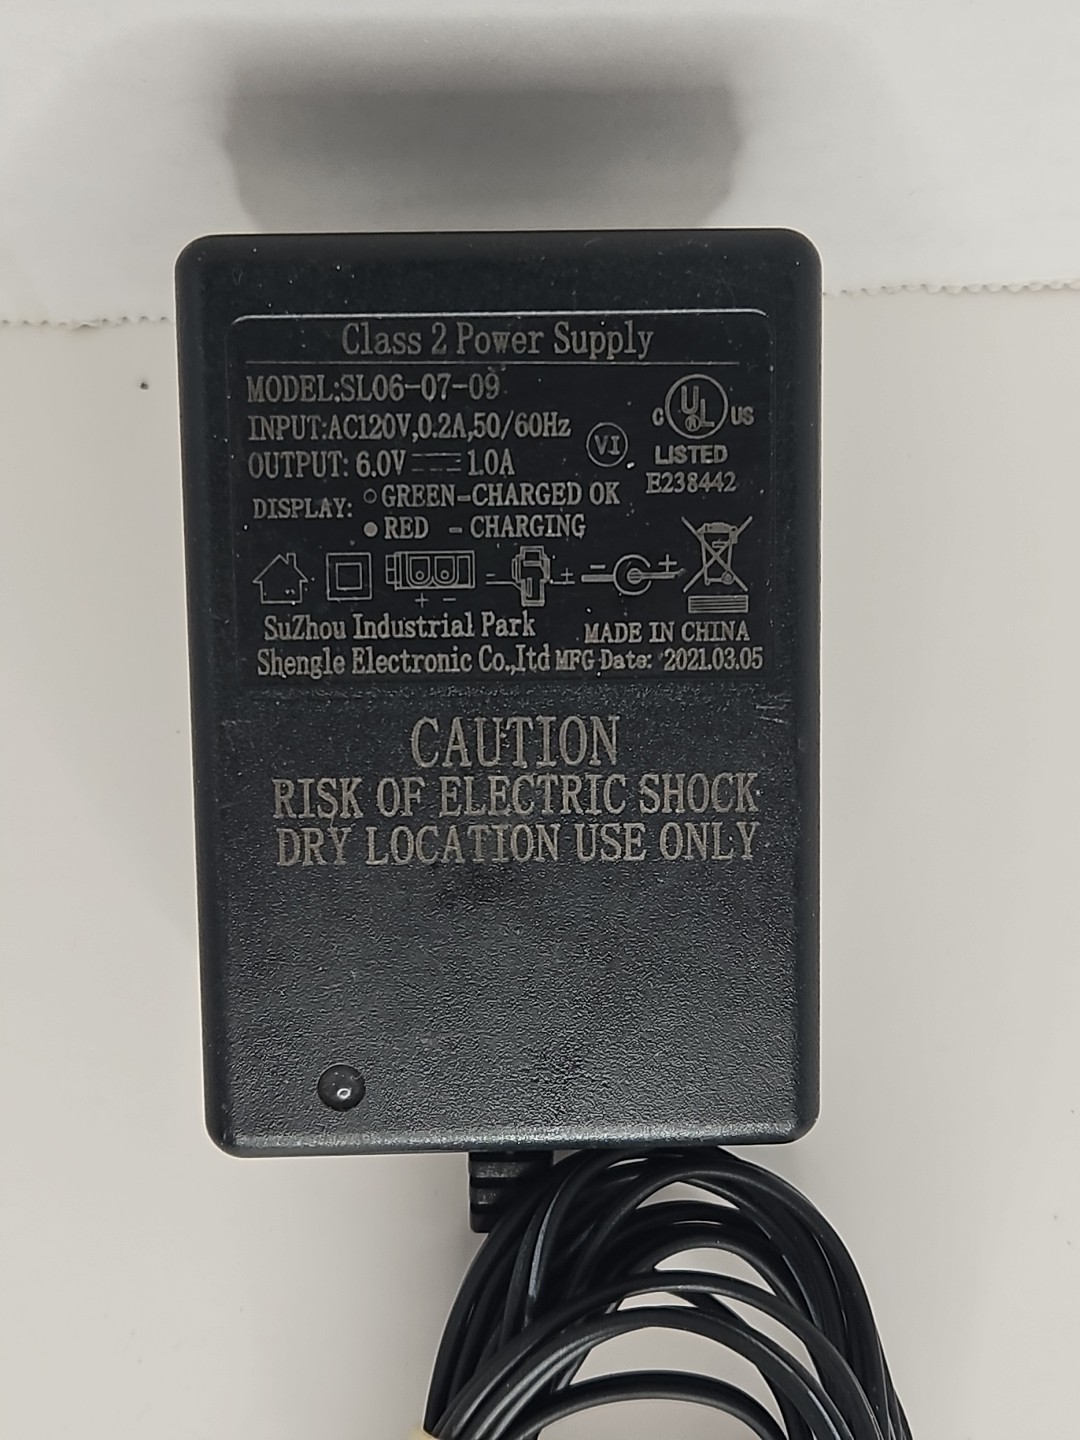 Class 2 Power Supply
MODEL:SL06-07-09
INPUT:AC120V,0.2A,50/60Hz
OUTPUT: 6.0V⎓1.0A
VI
C UL US
®
LISTED
E238442
DISPLAY: ○GREEN-CHARGED OK
●RED - CHARGING
+ -
- ±
- +
SuZhou Industrial Park
MADE IN CHINA
Shengle Electronic Co.,Ltd MFG Date: 2021.03.05
CAUTION
RISK OF ELECTRIC SHOCK
DRY LOCATION USE ONLY